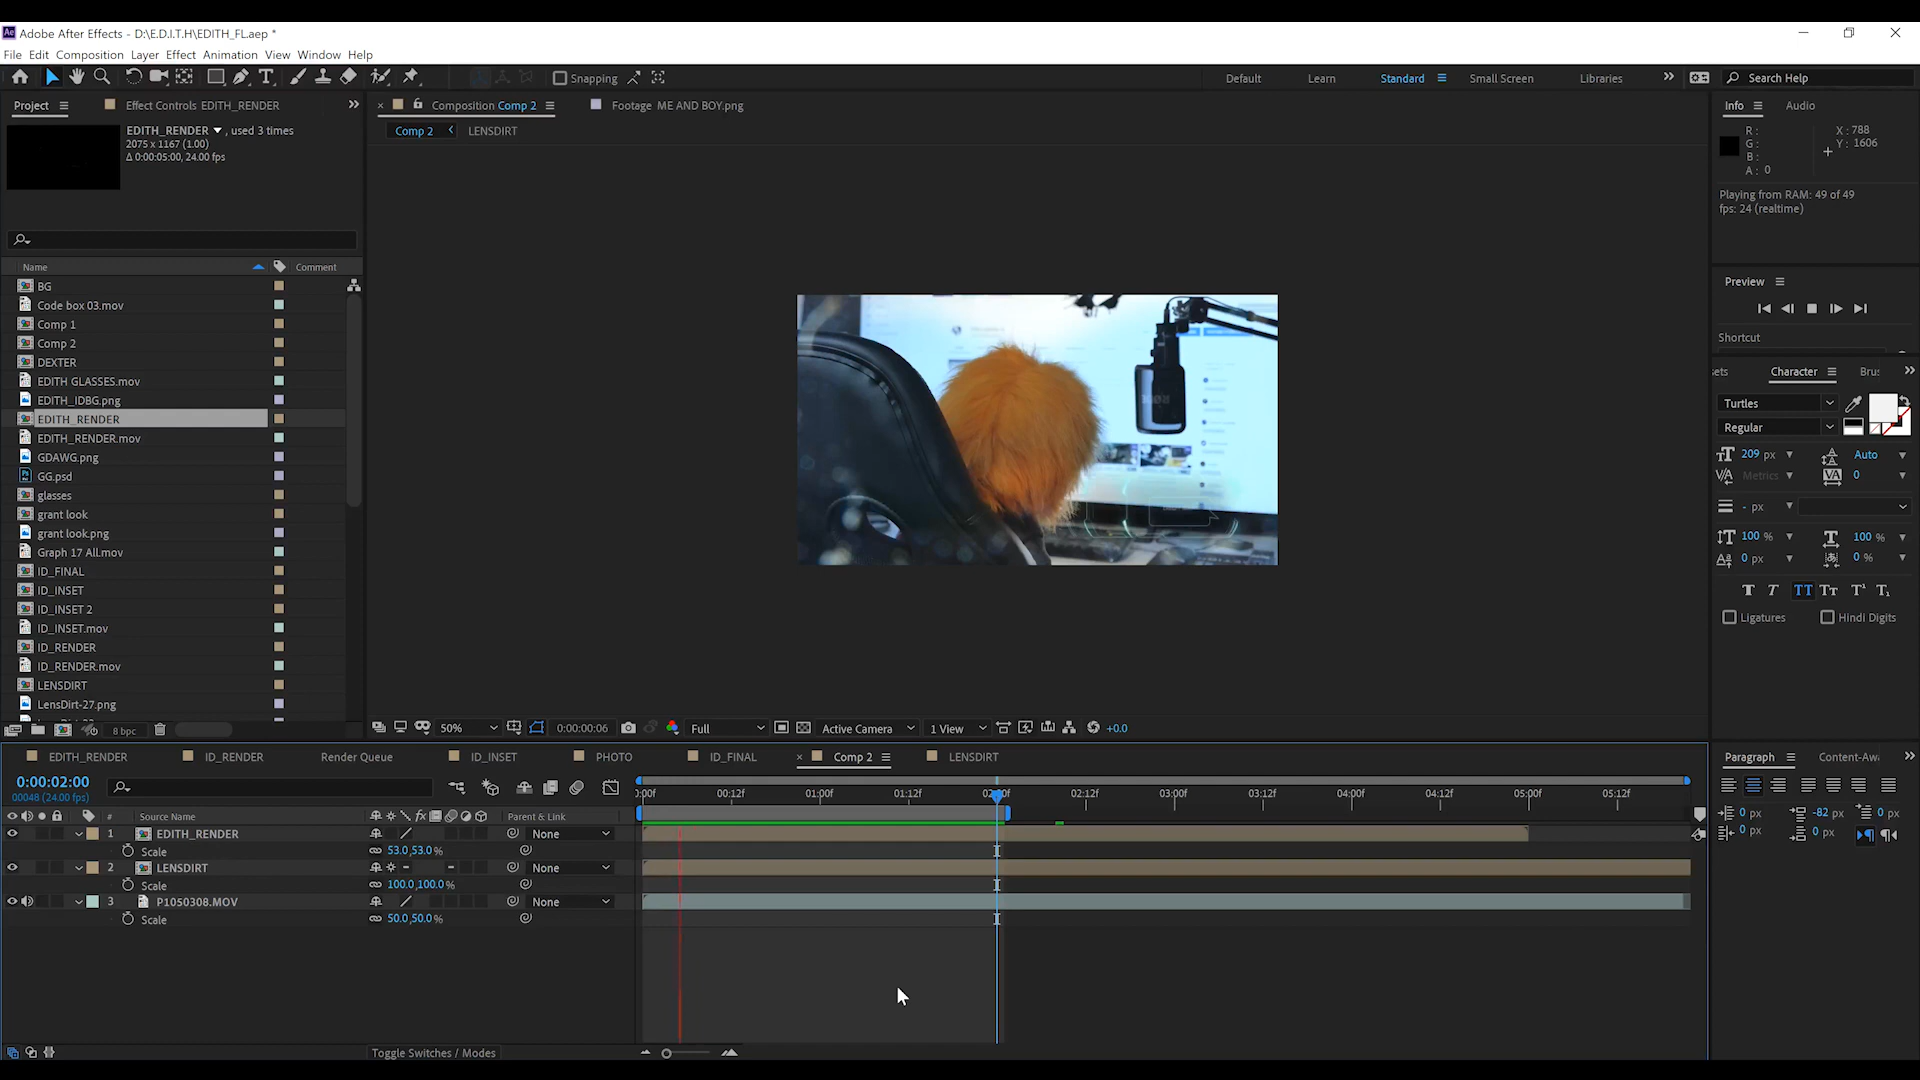 Adobe After Effects - D:\E.D.I.T.H\EDITH_FL.aep *
File Edit Composition Layer Effect Animation View Window Help
Snapping
Default Learn Standard Small Screen Libraries
Search Help
Project
Effect Controls EDITH_RENDER
EDITH_RENDER , used 3 times
2075 x 1167 (1.00)
Δ 0:00:05:00, 24.00 fps
Name Comment
BG
Code box 03.mov
Comp 1
Comp 2
DEXTER
EDITH GLASSES.mov
EDITH_IDBG.png
EDITH_RENDER
EDITH_RENDER.mov
GDAWG.png
GG.psd
glasses
grant look
grant look.png
Graph 17 All.mov
ID_FINAL
ID_INSET
ID_INSET 2
ID_INSET.mov
ID_RENDER
ID_RENDER.mov
LENSDIRT
LensDirt-27.png
8 bpc
Composition Comp 2
Footage ME AND BOY.png
Comp 2 LENSDIRT
50% 0:00:00:06 Full Active Camera 1 View +0.0
Info Audio
R:
G:
B:
A: 0
X: 788
Y: 1606
Playing from RAM: 49 of 49
fps: 24 (realtime)
Preview
Shortcut
sets Character Brus
Turtles
Regular
209 px Auto
Metrics 0
- px
100 % 100 %
0 px 0 %
Ligatures Hindi Digits
EDITH_RENDER ID_RENDER Render Queue ID_INSET PHOTO ID_FINAL Comp 2 LENSDIRT
0:00:02:00
00048 (24.00 fps)
# Source Name Parent & Link
1 EDITH_RENDER None
Scale 53.0,53.0 %
2 LENSDIRT None
Scale 100.0,100.0 %
3 P1050308.MOV None
Scale 50.0,50.0 %
Toggle Switches / Modes
00:12f 01:00f 01:12f 02:12f 03:00f 03:12f 04:00f 04:12f 05:00f 05:12f
Paragraph Content-Aw
0 px -82 px 0 px
0 px 0 px